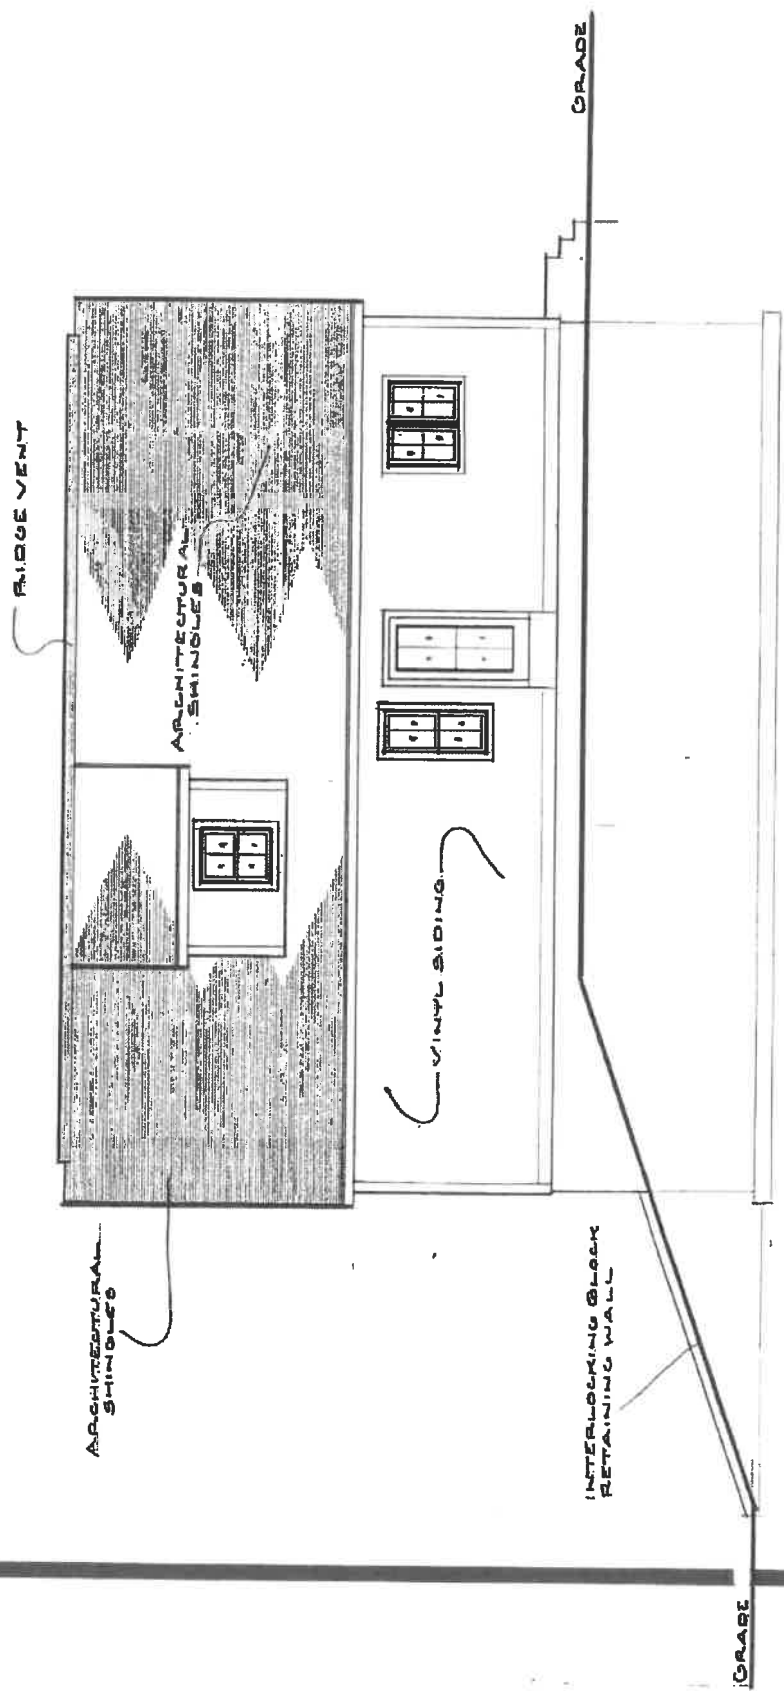 RIDGE VENT
ARCHITECTURAL
SHINGLES
ARCHITECTURAL
SHINGLES
VINYL SIDING
GRADE
INTERLOCKING BLOCK
RETAINING WALL
GRADE